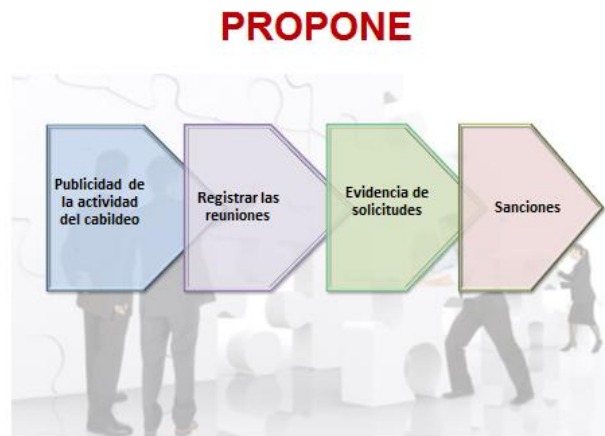 PROPONE
Publicidad de
la actividad
del cabildeo
Registrar las
reuniones
Evidencia de
solicitudes
Sanciones